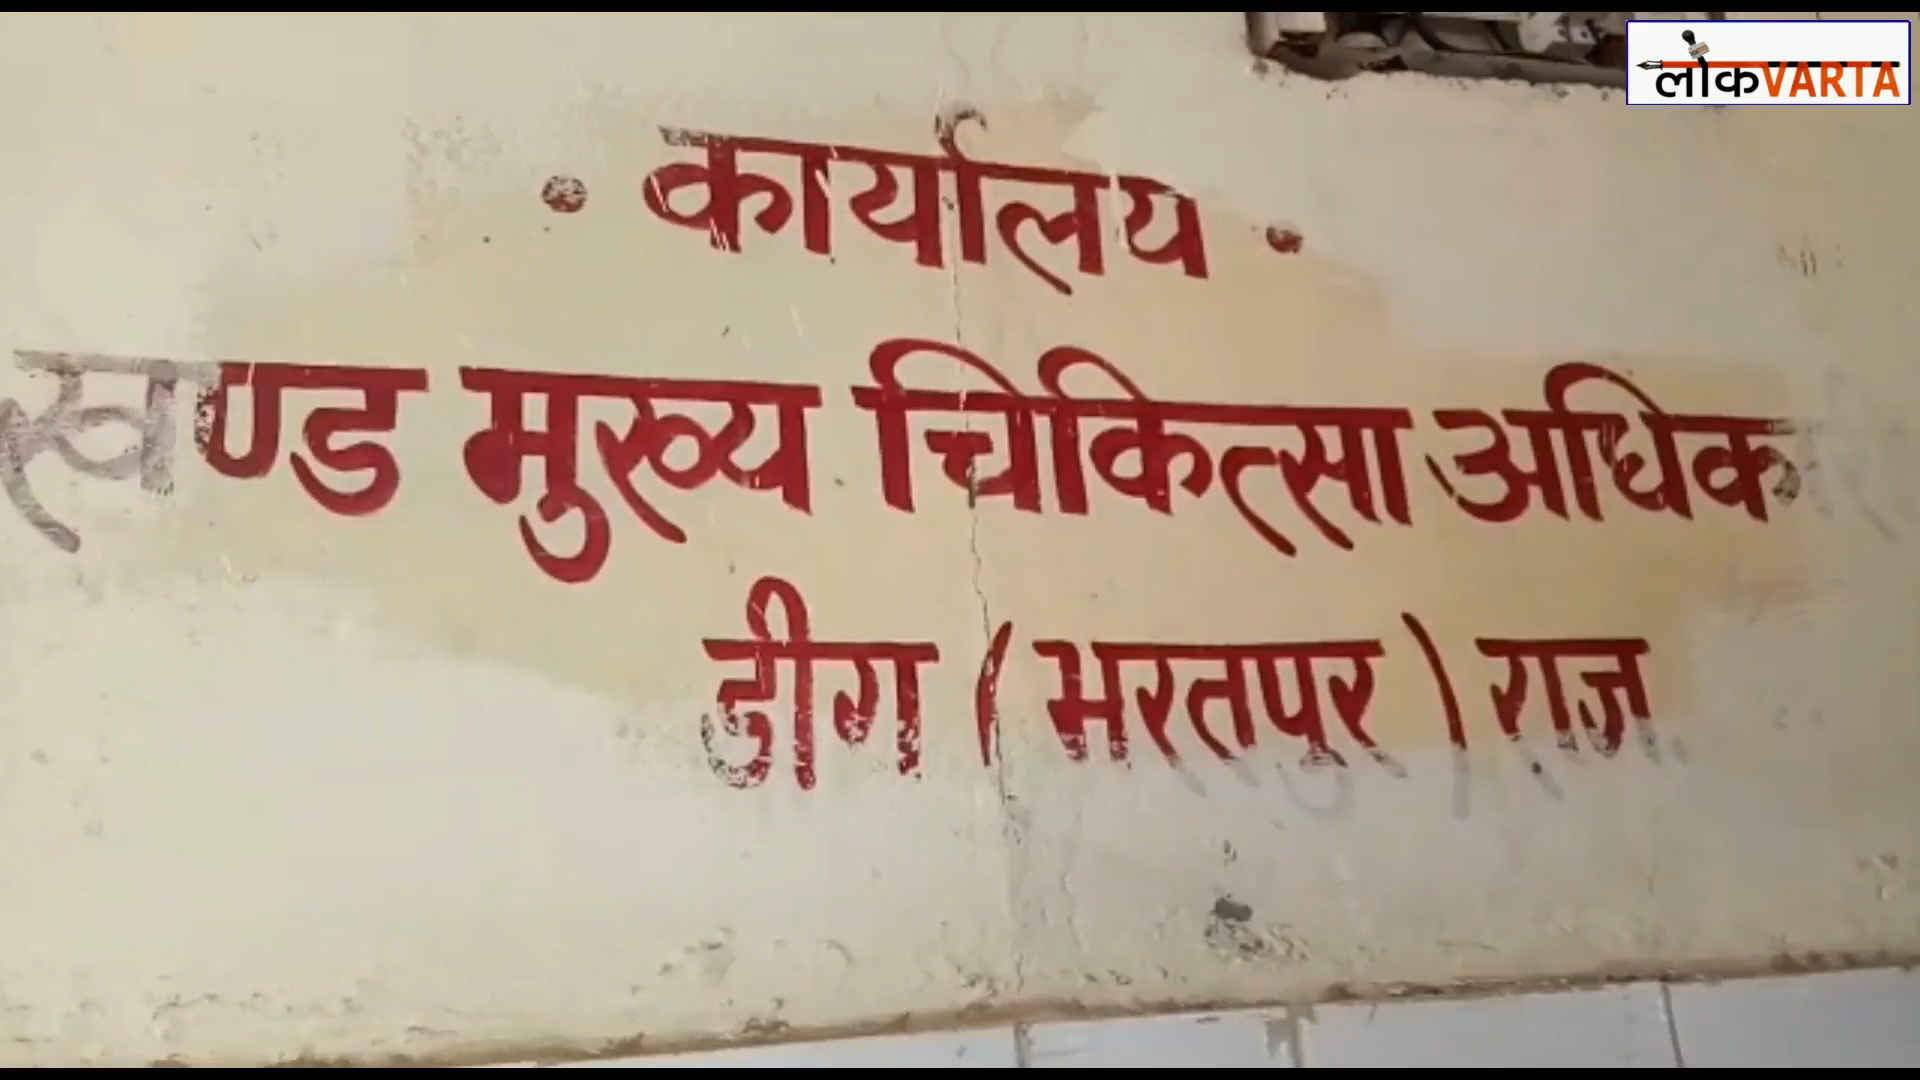 लोकVARTA
• कार्यालय •
खण्ड मुख्य चिकित्सा अधिक
डीग (भरतपुर) राज.